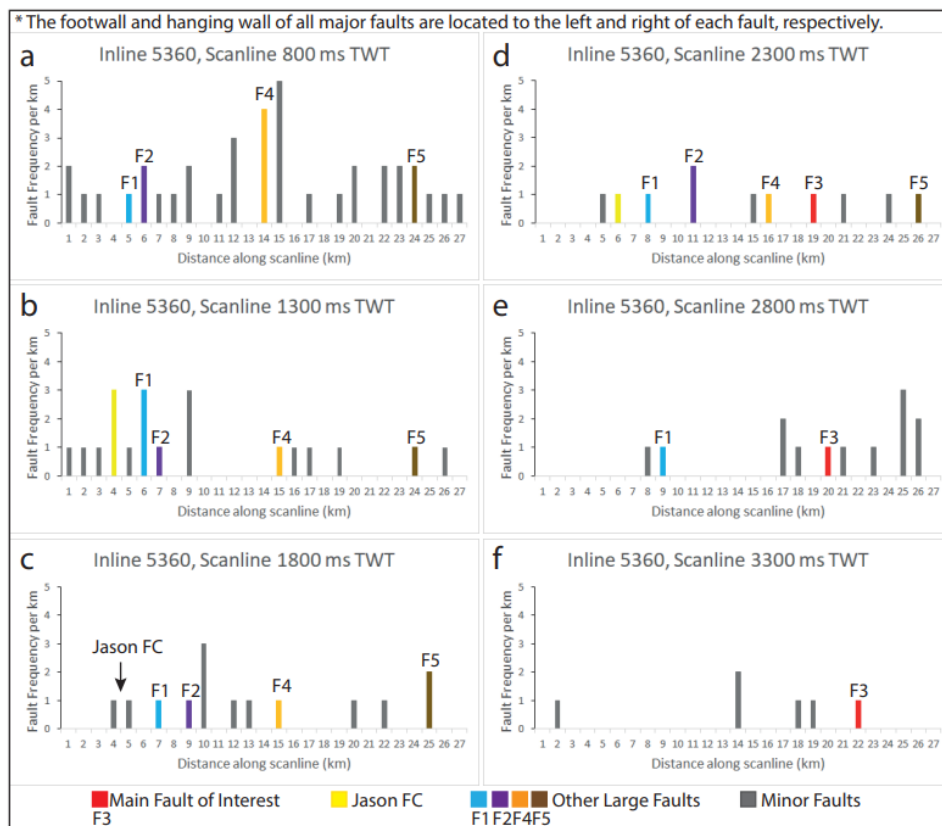 * The footwall and hanging wall of all major faults are located to the left and right of each fault, respectively.
a
Inline 5360, Scanline 800 ms TWT
Fault Frequency per km
5
4
3
2
1
0
F1
F2
F4
F5
1 2 3 4 5 6 7 8 9 10 11 12 13 14 15 16 17 18 19 20 21 22 23 24 25 26 27
Distance along scanline (km)
b
Inline 5360, Scanline 1300 ms TWT
Fault Frequency per km
5
4
3
2
1
0
F1
F2
F4
F5
1 2 3 4 5 6 7 8 9 10 11 12 13 14 15 16 17 18 19 20 21 22 23 24 25 26 27
Distance along scanline (km)
c
Inline 5360, Scanline 1800 ms TWT
Fault Frequency per km
5
4
3
2
1
0
Jason FC
F1
F2
F4
F5
1 2 3 4 5 6 7 8 9 10 11 12 13 14 15 16 17 18 19 20 21 22 23 24 25 26 27
Distance along scanline (km)
d
Inline 5360, Scanline 2300 ms TWT
Fault Frequency per km
5
4
3
2
1
0
F1
F2
F4
F3
F5
1 2 3 4 5 6 7 8 9 10 11 12 13 14 15 16 17 18 19 20 21 22 23 24 25 26 27
Distance along scanline (km)
e
Inline 5360, Scanline 2800 ms TWT
Fault Frequency per km
5
4
3
2
1
0
F1
F3
1 2 3 4 5 6 7 8 9 10 11 12 13 14 15 16 17 18 19 20 21 22 23 24 25 26 27
Distance along scanline (km)
f
Inline 5360, Scanline 3300 ms TWT
Fault Frequency per km
5
4
3
2
1
0
F3
1 2 3 4 5 6 7 8 9 10 11 12 13 14 15 16 17 18 19 20 21 22 23 24 25 26 27
Distance along scanline (km)
Main Fault of Interest
F3
Jason FC
Other Large Faults
F1 F2 F4 F5
Minor Faults